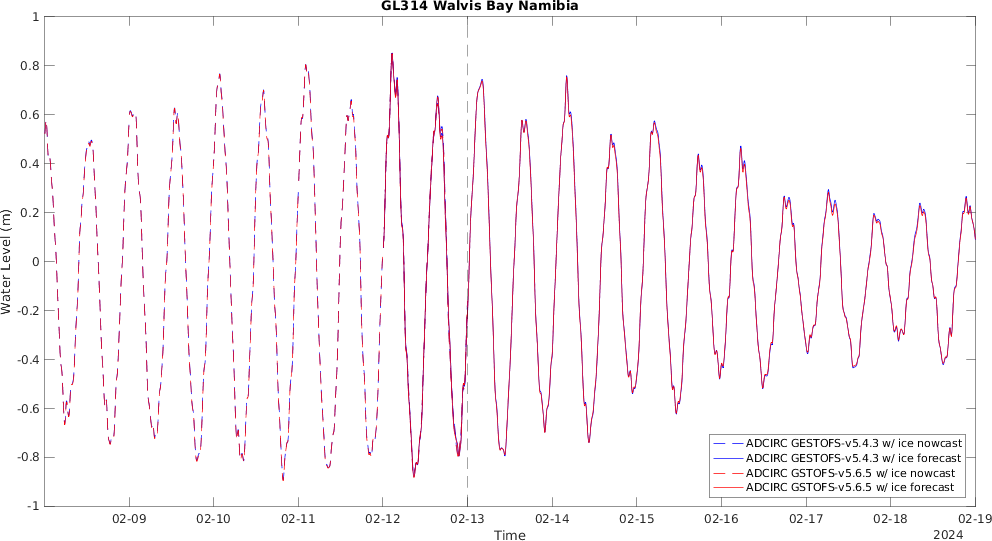 GL314 Walvis Bay Namibia
1
0.8
0.6
0.4
0.2
0
-0.2
-0.4
-0.6
-0.8
-1
Water Level (m)
ADCIRC GESTOFS-v5.4.3 w/ ice nowcast
ADCIRC GESTOFS-v5.4.3 w/ ice forecast
ADCIRC GSTOFS-v5.6.5 w/ ice nowcast
ADCIRC GSTOFS-v5.6.5 w/ ice forecast
02-09 02-10 02-11 02-12 02-13 02-14 02-15 02-16 02-17 02-18 02-19
Time
2024